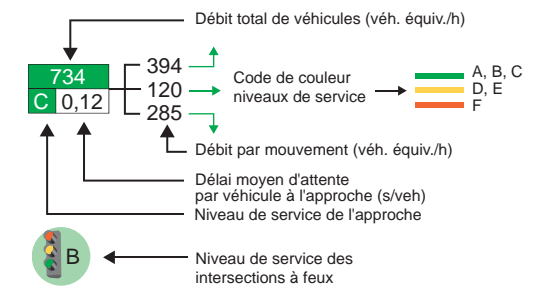 Débit total de véhicules (véh. équiv./h)
734
C 0,12
394
120
285
Code de couleur
niveaux de service
A, B, C
D, E
F
Débit par mouvement (véh. équiv./h)
Délai moyen d'attente
par véhicule à l'approche (s/veh)
Niveau de service de l'approche
B
Niveau de service des
intersections à feux